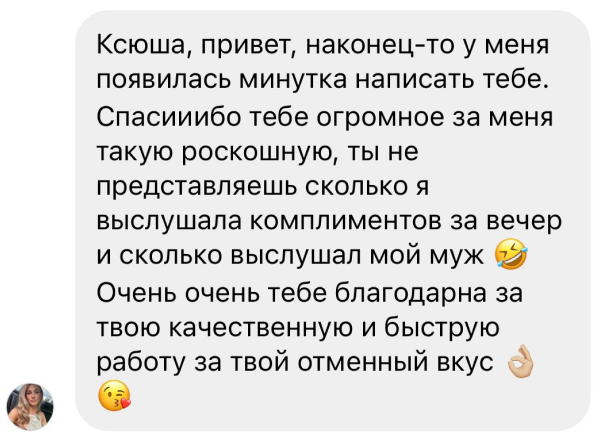 Ксюша, привет, наконец-то у меня
появилась минутка написать тебе.
Спасииибо тебе огромное за меня
такую роскошную, ты не
представляешь сколько я
выслушала комплиментов за вечер
и сколько выслушал мой муж 🤣
Очень очень тебе благодарна за
твою качественную и быструю
работу за твой отменный вкус 👌🏼
😘